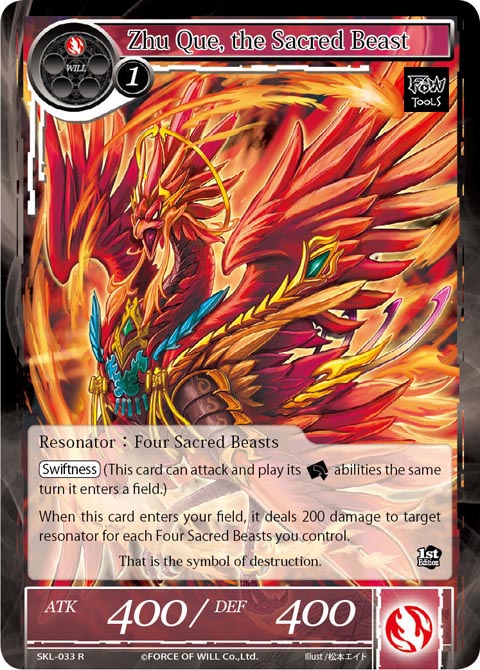 Zhu Que, the Sacred Beast
WILL
1
FOW
TOOLS
Resonator : Four Sacred Beasts
Swiftness (This card can attack and play its abilities the same
turn it enters a field.)
When this card enters your field, it deals 200 damage to target
resonator for each Four Sacred Beasts you control.
1st
Edition
That is the symbol of destruction.
ATK 400 / DEF 400
SKL-033 R ©FORCE OF WILL Co.,Ltd. Illust/松本エイト